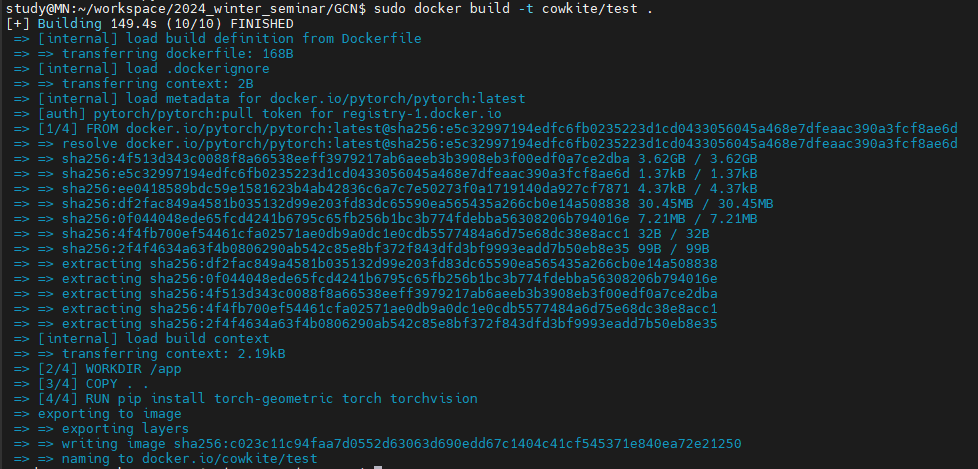 study@MN:~/workspace/2024_winter_seminar/GCN$ sudo docker build -t cowkite/test .
[+] Building 149.4s (10/10) FINISHED
=> [internal] load build definition from Dockerfile
=> => transferring dockerfile: 168B
=> [internal] load .dockerignore
=> => transferring context: 2B
=> [internal] load metadata for docker.io/pytorch/pytorch:latest
=> [auth] pytorch/pytorch:pull token for registry-1.docker.io
=> [1/4] FROM docker.io/pytorch/pytorch:latest@sha256:e5c32997194edfc6fb0235223d1cd0433056045a468e7dfeaac390a3fcf8ae6d
=> => resolve docker.io/pytorch/pytorch:latest@sha256:e5c32997194edfc6fb0235223d1cd0433056045a468e7dfeaac390a3fcf8ae6d
=> => sha256:4f513d343c0088f8a66538eeff3979217ab6aeeb3b3908eb3f00edf0a7ce2dba 3.62GB / 3.62GB
=> => sha256:e5c32997194edfc6fb0235223d1cd0433056045a468e7dfeaac390a3fcf8ae6d 1.37kB / 1.37kB
=> => sha256:ee0418589bdc59e1581623b4ab42836c6a7c7e50273f0a1719140da927cf7871 4.37kB / 4.37kB
=> => sha256:df2fac849a4581b035132d99e203fd83dc65590ea565435a266cb0e14a508838 30.45MB / 30.45MB
=> => sha256:0f044048ede65fcd4241b6795c65fb256b1bc3b774fdebba56308206b794016e 7.21MB / 7.21MB
=> => sha256:4f4fb700ef54461cfa02571ae0db9a0dc1e0cdb5577484a6d75e68dc38e8acc1 32B / 32B
=> => sha256:2f4f4634a63f4b0806290ab542c85e8bf372f843dfd3bf9993eadd7b50eb8e35 99B / 99B
=> => extracting sha256:df2fac849a4581b035132d99e203fd83dc65590ea565435a266cb0e14a508838
=> => extracting sha256:0f044048ede65fcd4241b6795c65fb256b1bc3b774fdebba56308206b794016e
=> => extracting sha256:4f513d343c0088f8a66538eeff3979217ab6aeeb3b3908eb3f00edf0a7ce2dba
=> => extracting sha256:4f4fb700ef54461cfa02571ae0db9a0dc1e0cdb5577484a6d75e68dc38e8acc1
=> => extracting sha256:2f4f4634a63f4b0806290ab542c85e8bf372f843dfd3bf9993eadd7b50eb8e35
=> [internal] load build context
=> => transferring context: 2.19kB
=> [2/4] WORKDIR /app
=> [3/4] COPY . .
=> [4/4] RUN pip install torch-geometric torch torchvision
=> exporting to image
=> => exporting layers
=> => writing image sha256:c023c11c94faa7d0552d63063d690edd67c1404c41cf545371e840ea72e21250
=> => naming to docker.io/cowkite/test